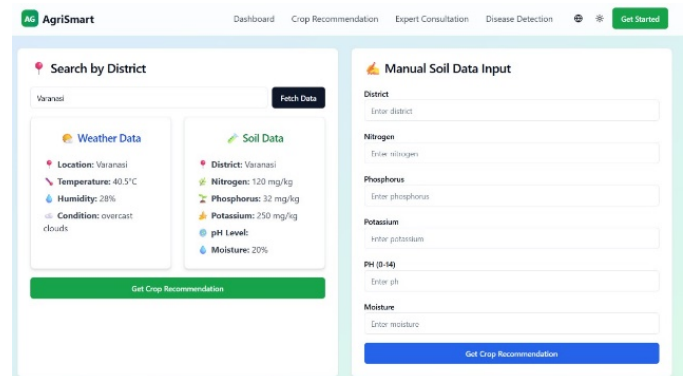 AG AgriSmart Dashboard Crop Recommendation Expert Consultation Disease Detection Get Started
Search by District
Varanasi Fetch Data
Weather Data
Location: Varanasi
Temperature: 40.5°C
Humidity: 28%
Condition: overcast
clouds
Soil Data
District: Varanasi
Nitrogen: 120 mg/kg
Phosphorus: 32 mg/kg
Potassium: 250 mg/kg
pH Level:
Moisture: 20%
Get Crop Recommendation
Manual Soil Data Input
District
Enter district
Nitrogen
Enter nitrogen
Phosphorus
Enter phosphorus
Potassium
Enter potassium
PH (0-14)
Enter ph
Moisture
Enter moisture
Get Crop Recommendation